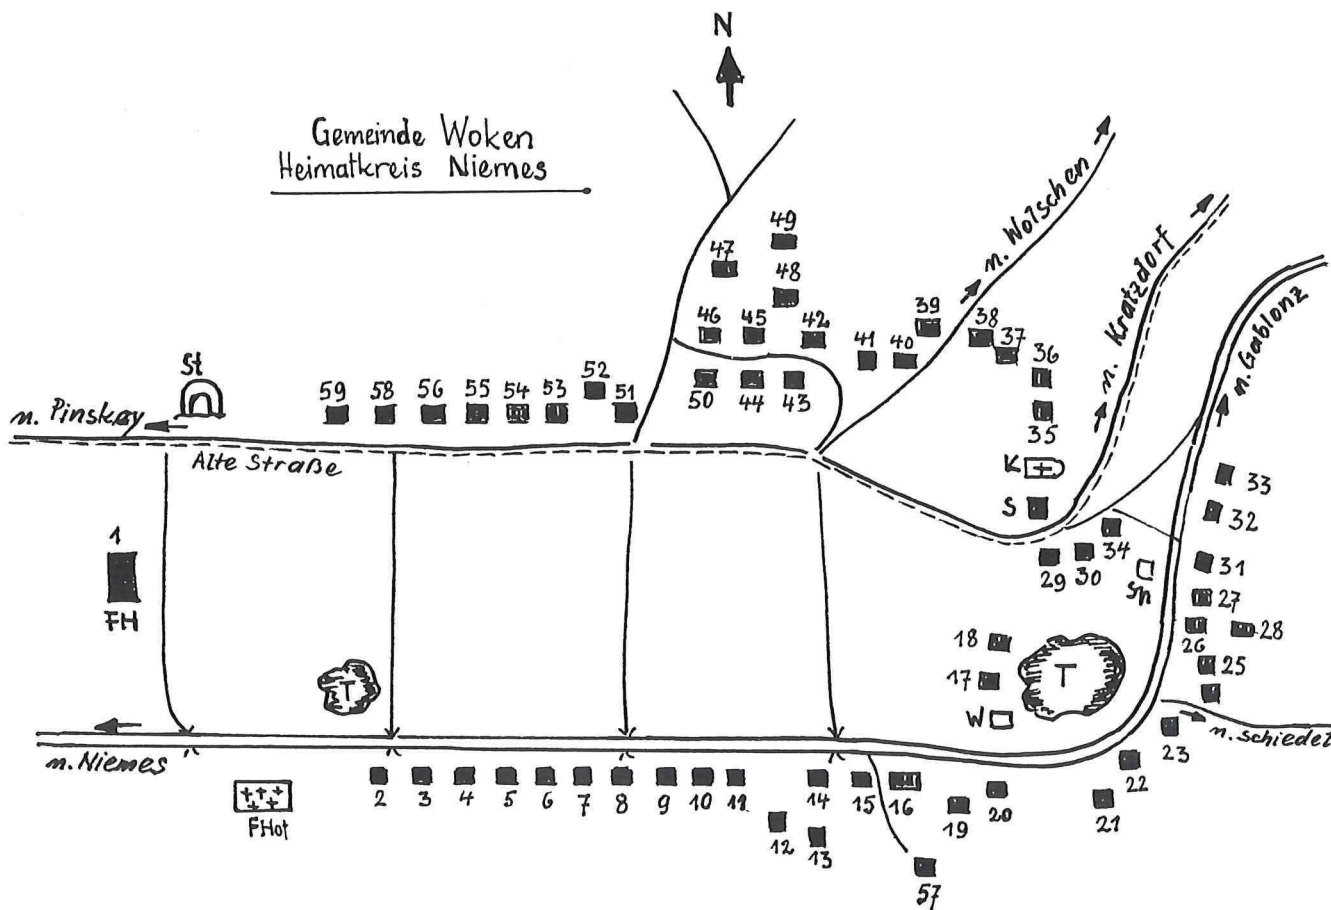 N
Gemeinde Woken
Heimatkreis Niemes
49
47
48
n. Wolschen
n. Kratzdorf
n. Gablonz
46 45 42
39
38
37
41 40
36
St
59 58 56 55 54 53 52 51
50 44 43
35
n. Pinskay
Alte Straße
K
S
33
32
34
29 30
Sp
31
1
FH
27
26
28
18
T
T
25
17
W
n. Niemes
23
n. schiedel
22
21
FHof
2 3 4 5 6 7 8 9 10 11
14 15 16
19 20
12 13
57